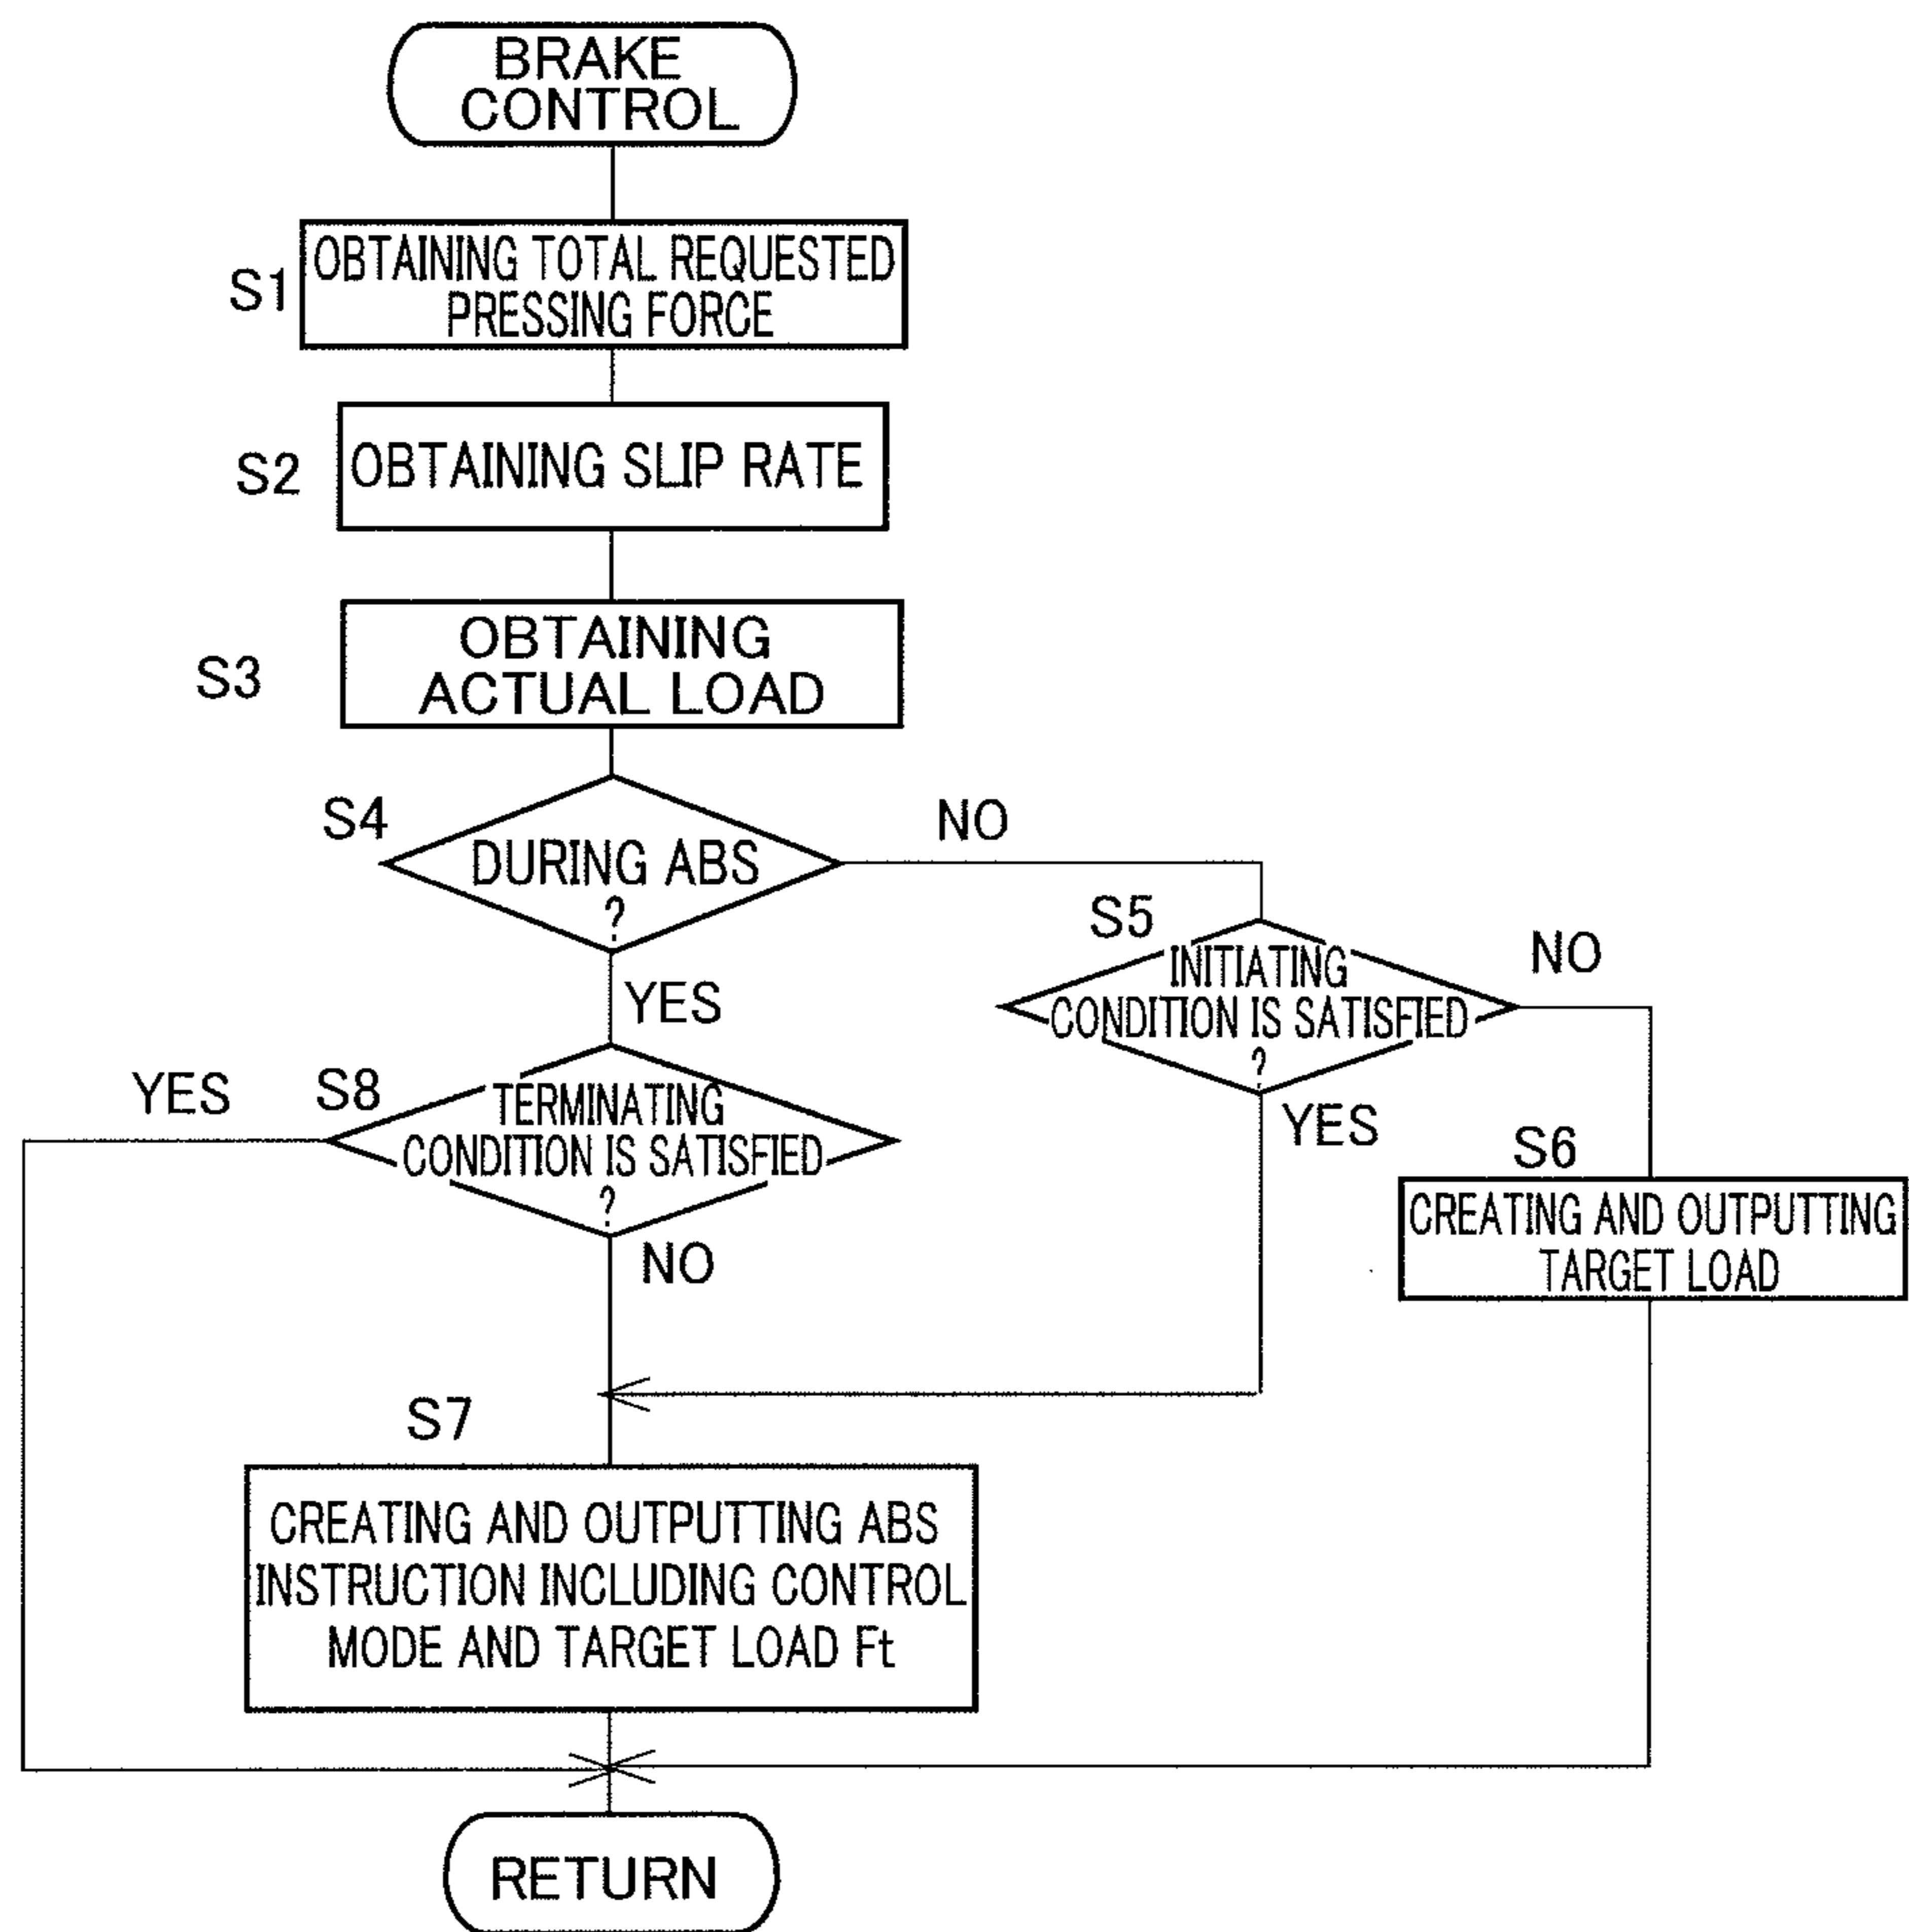 BRAKE
CONTROL
S1
OBTAINING TOTAL REQUESTED
PRESSING FORCE
S2
OBTAINING SLIP RATE
S3
OBTAINING
ACTUAL LOAD
S4
DURING ABS
?
NO
YES
S5
INITIATING
CONDITION IS SATISFIED
?
NO
YES
S8
TERMINATING
CONDITION IS SATISFIED
?
YES
NO
S6
CREATING AND OUTPUTTING
TARGET LOAD
S7
CREATING AND OUTPUTTING ABS
INSTRUCTION INCLUDING CONTROL
MODE AND TARGET LOAD Ft
RETURN